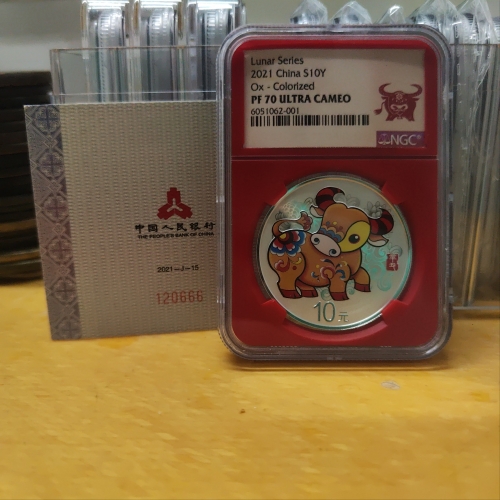 中国人民银行
THE PEOPLE'S BANK OF CHINA
2021—J—15
120666
Lunar Series
2021 China S10Y
Ox - Colorized
PF 70 ULTRA CAMEO
6051062-001
NGC
10元